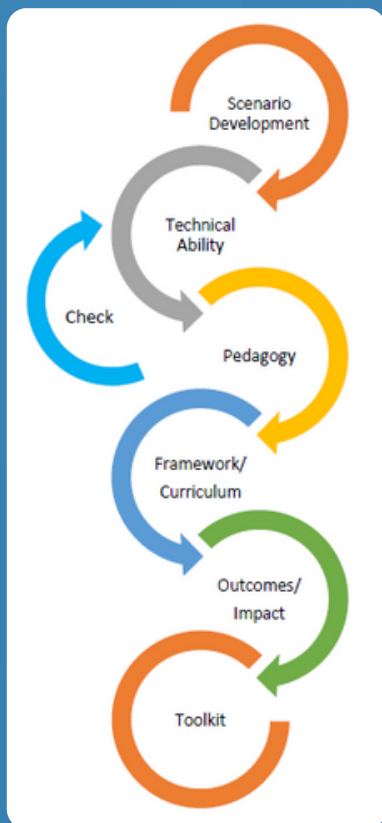 Scenario
Development
Technical
Ability
Check
Pedagogy
Framework/
Curriculum
Outcomes/
Impact
Toolkit